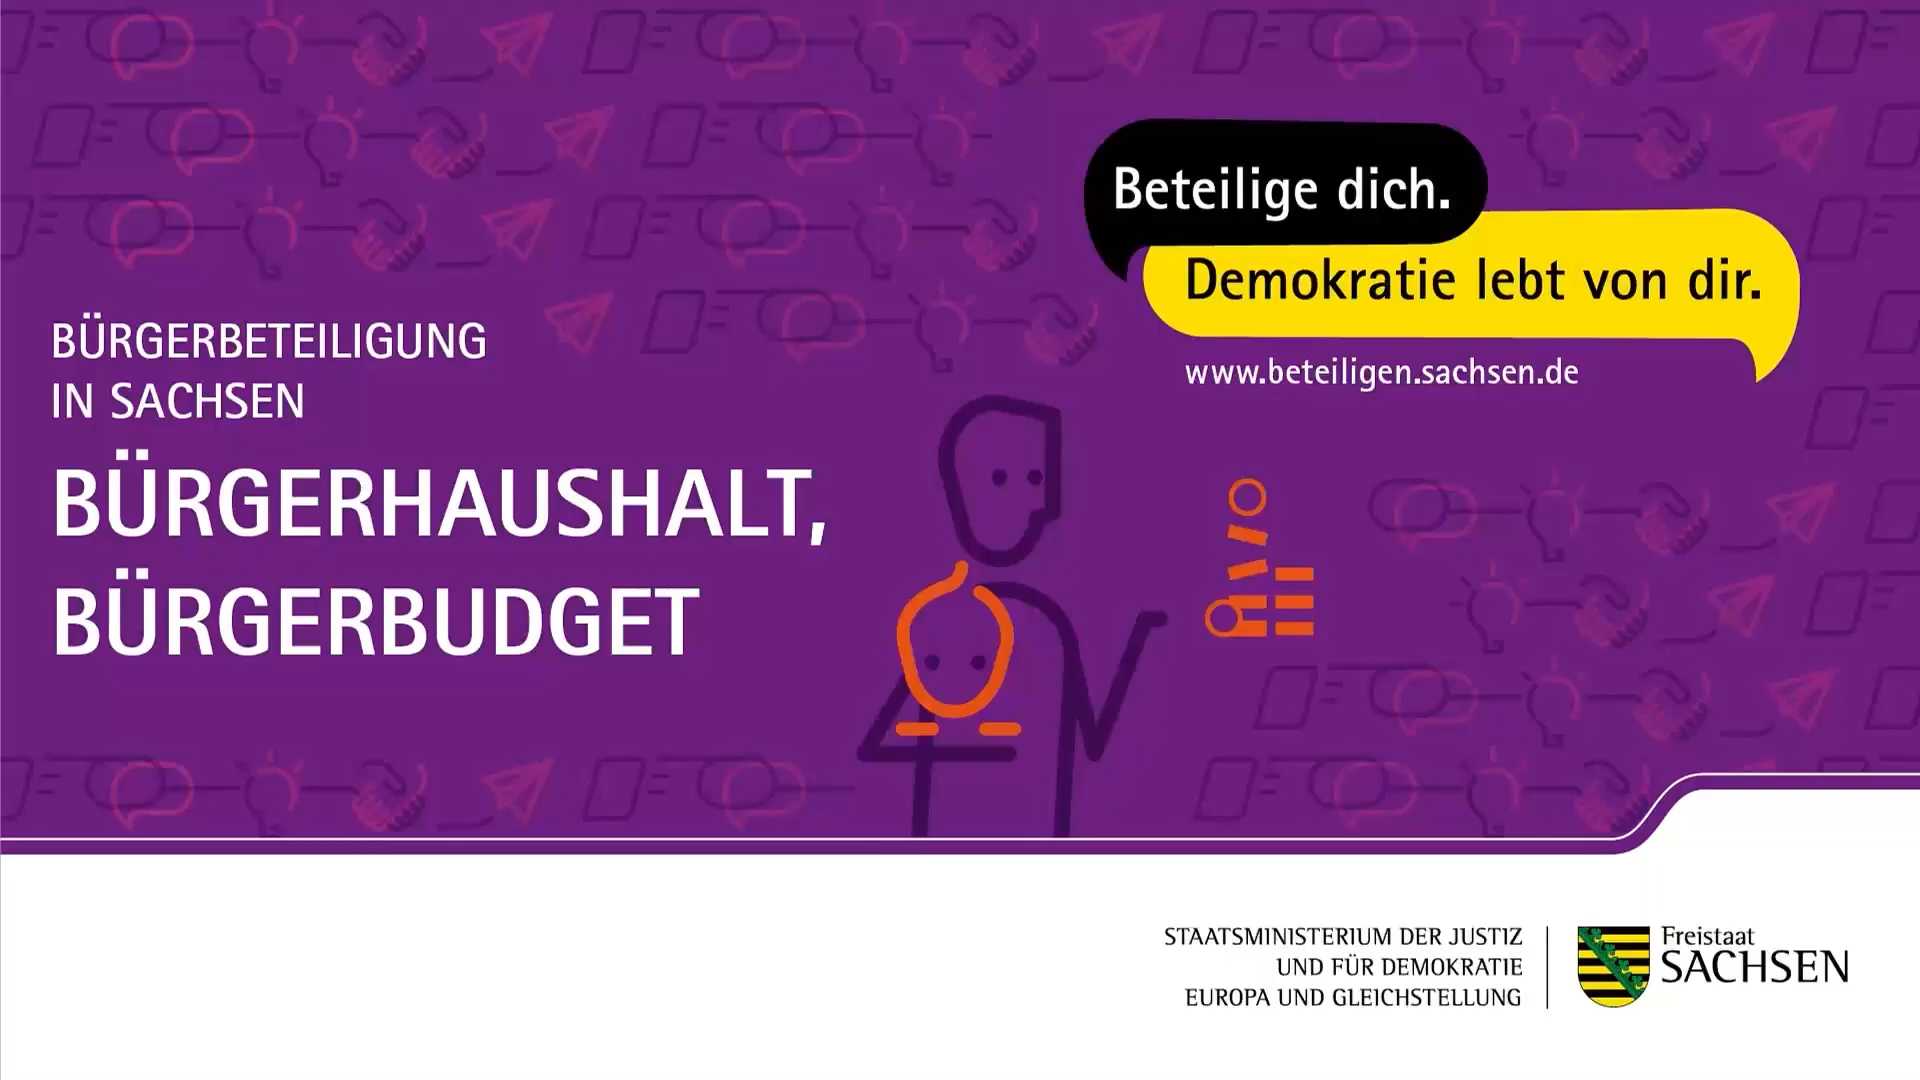 BÜRGERBETEILIGUNG
IN SACHSEN
BÜRGERHAUSHALT,
BÜRGERBUDGET
Beteilige dich.
Demokratie lebt von dir.
www.beteiligen.sachsen.de
STAATSMINISTERIUM DER JUSTIZ
UND FÜR DEMOKRATIE
EUROPA UND GLEICHSTELLUNG
Freistaat
SACHSEN